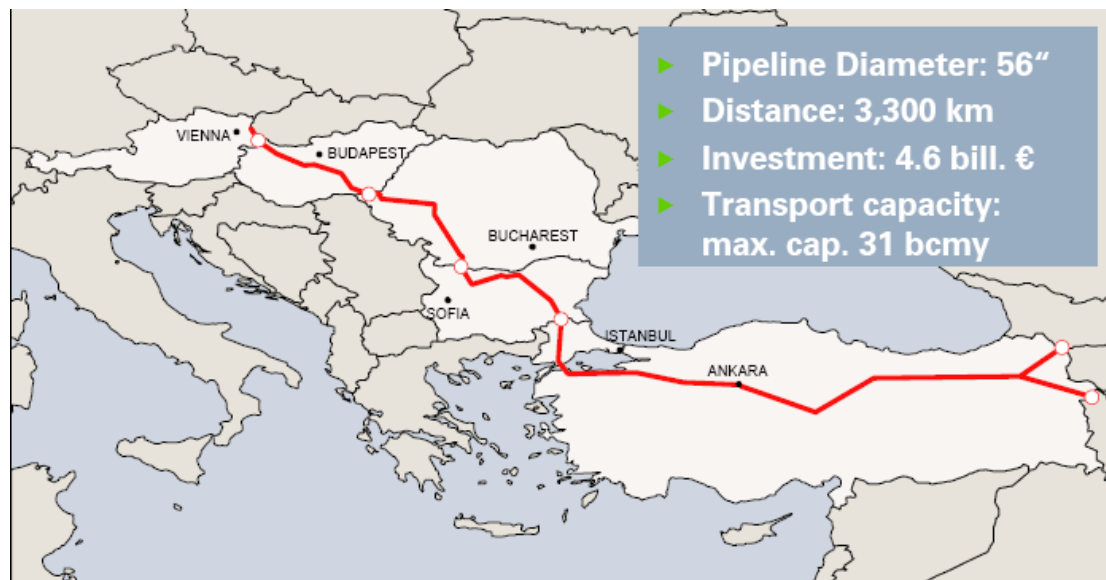 Pipeline Diameter: 56“
Distance: 3,300 km
Investment: 4.6 bill. €
Transport capacity:
max. cap. 31 bcmy
VIENNA
BUDAPEST
BUCHAREST
SOFIA
ISTANBUL
ANKARA